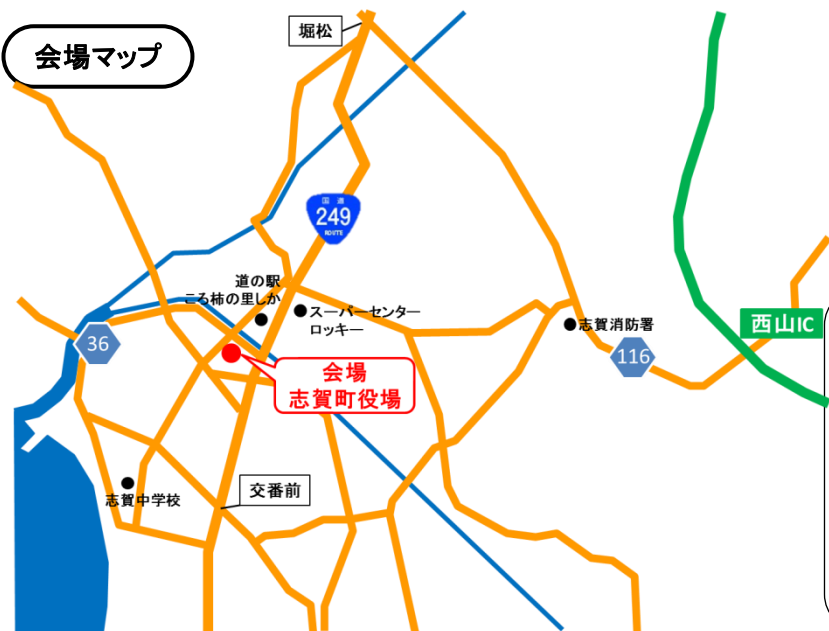 会場マップ
堀松
国道
249
ROUTE
道の駅
ころ柿の里しか
スーパーセンター
ロッキー
志賀消防署
西山IC
36
116
会場
志賀町役場
交番前
志賀中学校